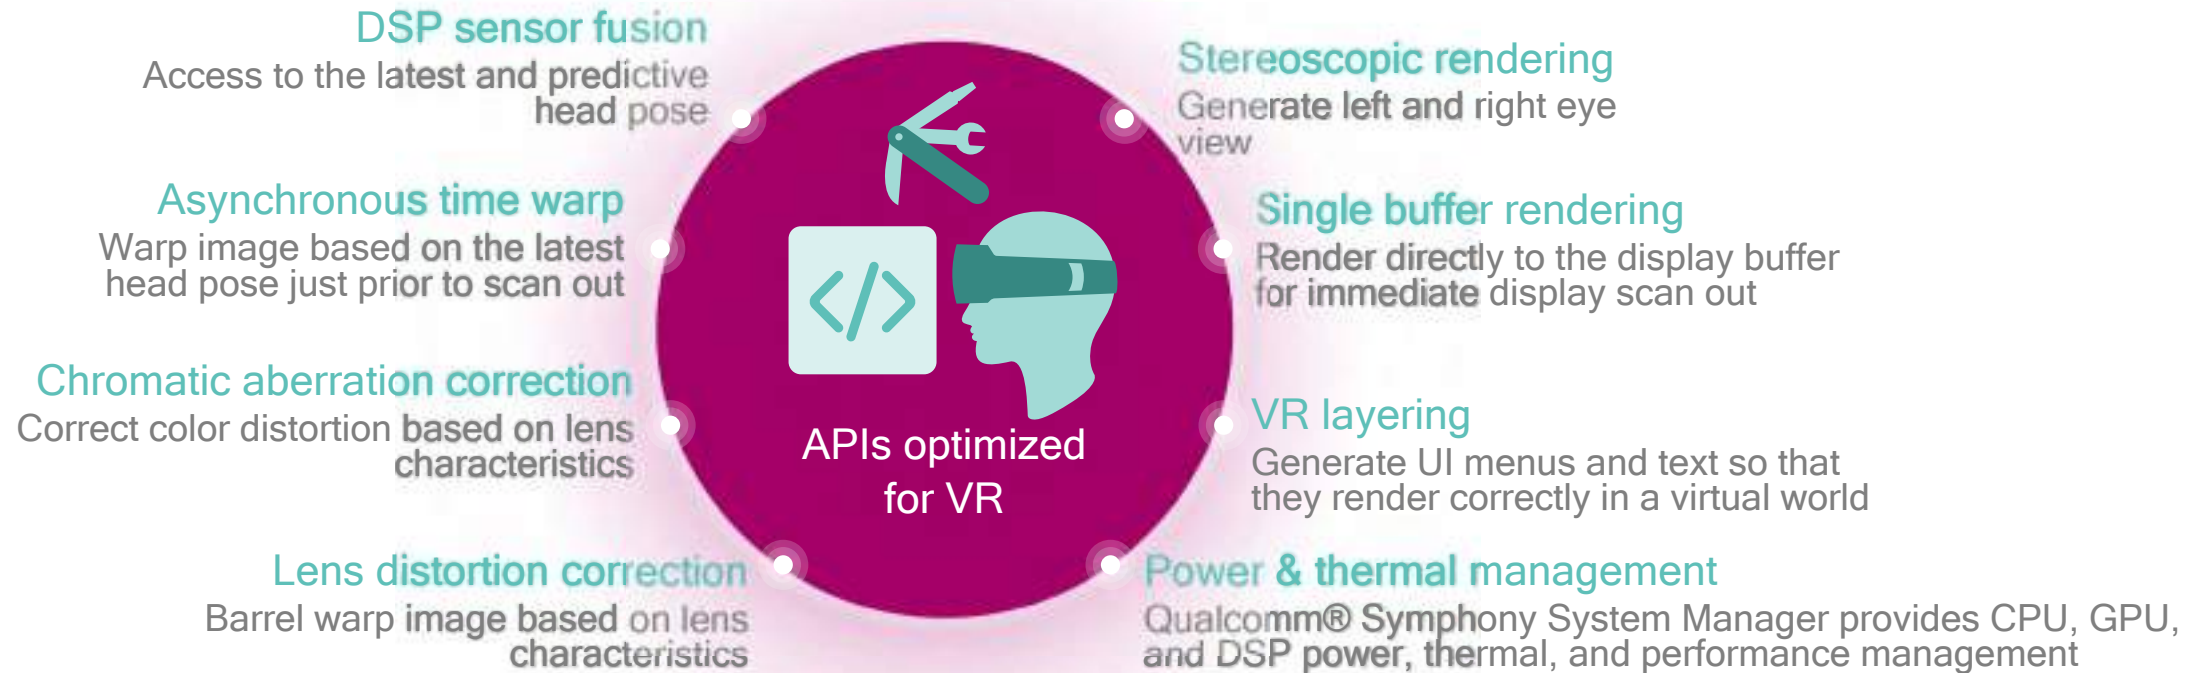 DSP sensor fusion
Access to the latest and predictive
head pose
Asynchronous time warp
Warp image based on the latest
head pose just prior to scan out
Chromatic aberration correction
Correct color distortion based on lens
characteristics
Lens distortion correction
Barrel warp image based on lens
characteristics
</>
APIs optimized
for VR
Stereoscopic rendering
Generate left and right eye
view
Single buffer rendering
Render directly to the display buffer
for immediate display scan out
VR layering
Generate UI menus and text so that
they render correctly in a virtual world
Power & thermal management
Qualcomm® Symphony System Manager provides CPU, GPU,
and DSP power, thermal, and performance management